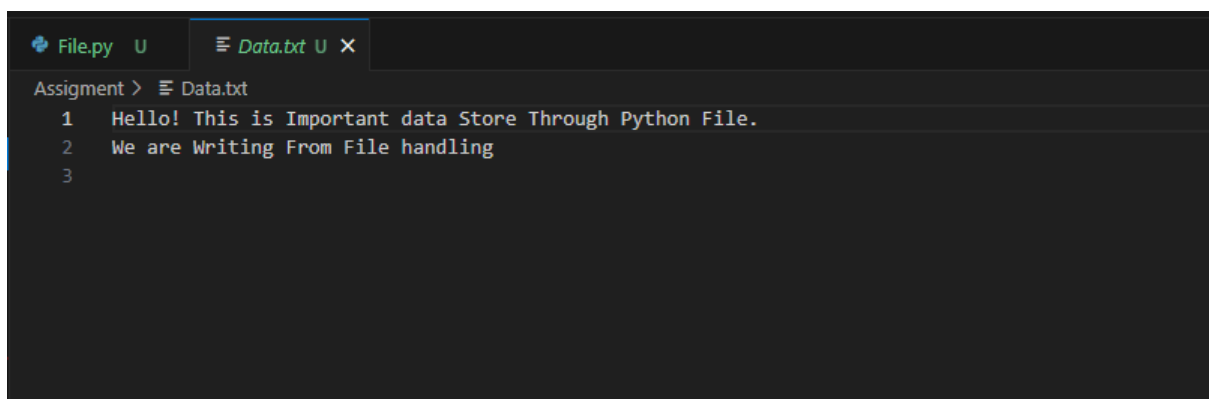 File.py U Data.txt U
Assigment > Data.txt
1 Hello! This is Important data Store Through Python File.
2 We are Writing From File handling
3